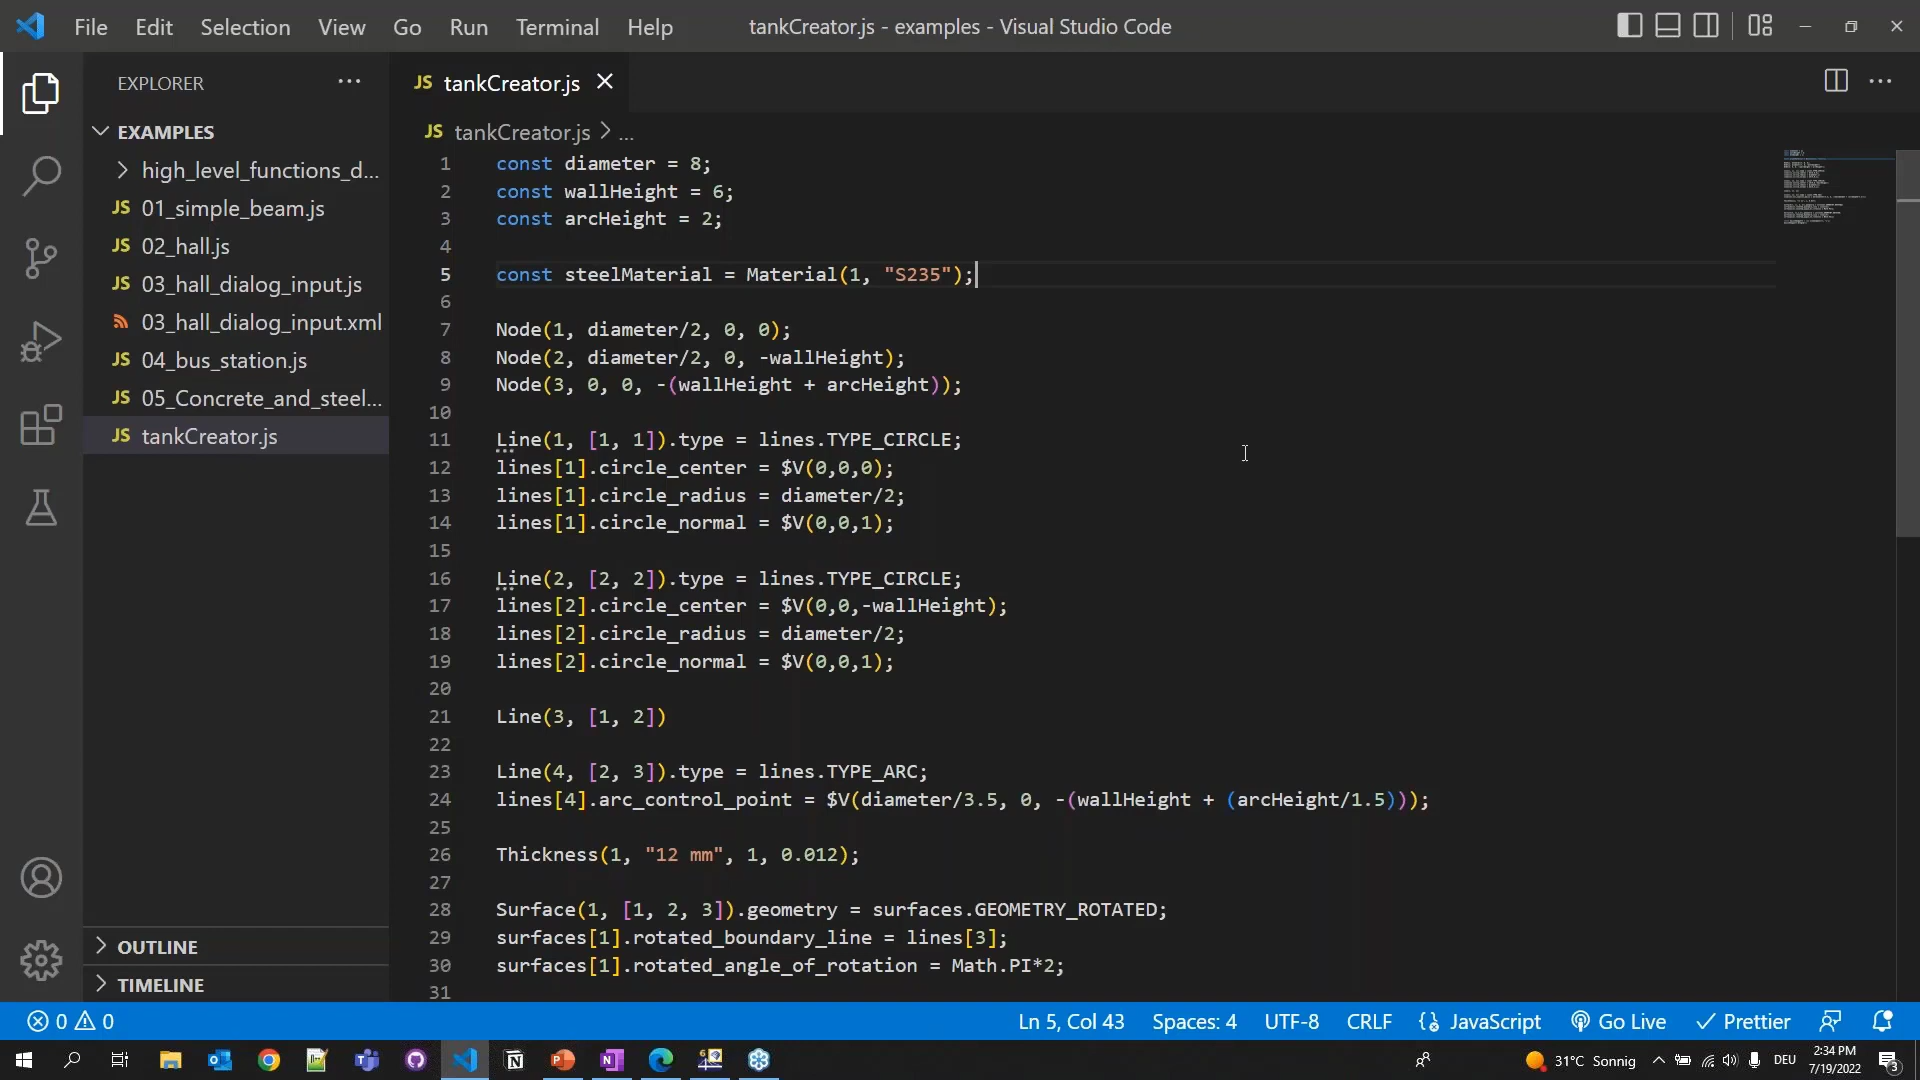 File Edit Selection View Go Run Terminal Help tankCreator.js - examples - Visual Studio Code
EXPLORER
EXAMPLES
high_level_functions_d...
JS 01_simple_beam.js
JS 02_hall.js
JS 03_hall_dialog_input.js
03_hall_dialog_input.xml
JS 04_bus_station.js
JS 05_Concrete_and_steel...
JS tankCreator.js
OUTLINE
TIMELINE
JS tankCreator.js
JS tankCreator.js > ...
1 const diameter = 8;
2 const wallHeight = 6;
3 const arcHeight = 2;
4
5 const steelMaterial = Material(1, "S235");
6
7 Node(1, diameter/2, 0, 0);
8 Node(2, diameter/2, 0, -wallHeight);
9 Node(3, 0, 0, -(wallHeight + arcHeight));
10
11 Line(1, [1, 1]).type = lines.TYPE_CIRCLE;
12 lines[1].circle_center = $V(0,0,0);
13 lines[1].circle_radius = diameter/2;
14 lines[1].circle_normal = $V(0,0,1);
15
16 Line(2, [2, 2]).type = lines.TYPE_CIRCLE;
17 lines[2].circle_center = $V(0,0,-wallHeight);
18 lines[2].circle_radius = diameter/2;
19 lines[2].circle_normal = $V(0,0,1);
20
21 Line(3, [1, 2])
22
23 Line(4, [2, 3]).type = lines.TYPE_ARC;
24 lines[4].arc_control_point = $V(diameter/3.5, 0, -(wallHeight + (arcHeight/1.5)));
25
26 Thickness(1, "12 mm", 1, 0.012);
27
28 Surface(1, [1, 2, 3]).geometry = surfaces.GEOMETRY_ROTATED;
29 surfaces[1].rotated_boundary_line = lines[3];
30 surfaces[1].rotated_angle_of_rotation = Math.PI*2;
31
0 0 Ln 5, Col 43 Spaces: 4 UTF-8 CRLF JavaScript Go Live Prettier
31°C Sonnig DEU 2:34 PM
7/19/2022
3